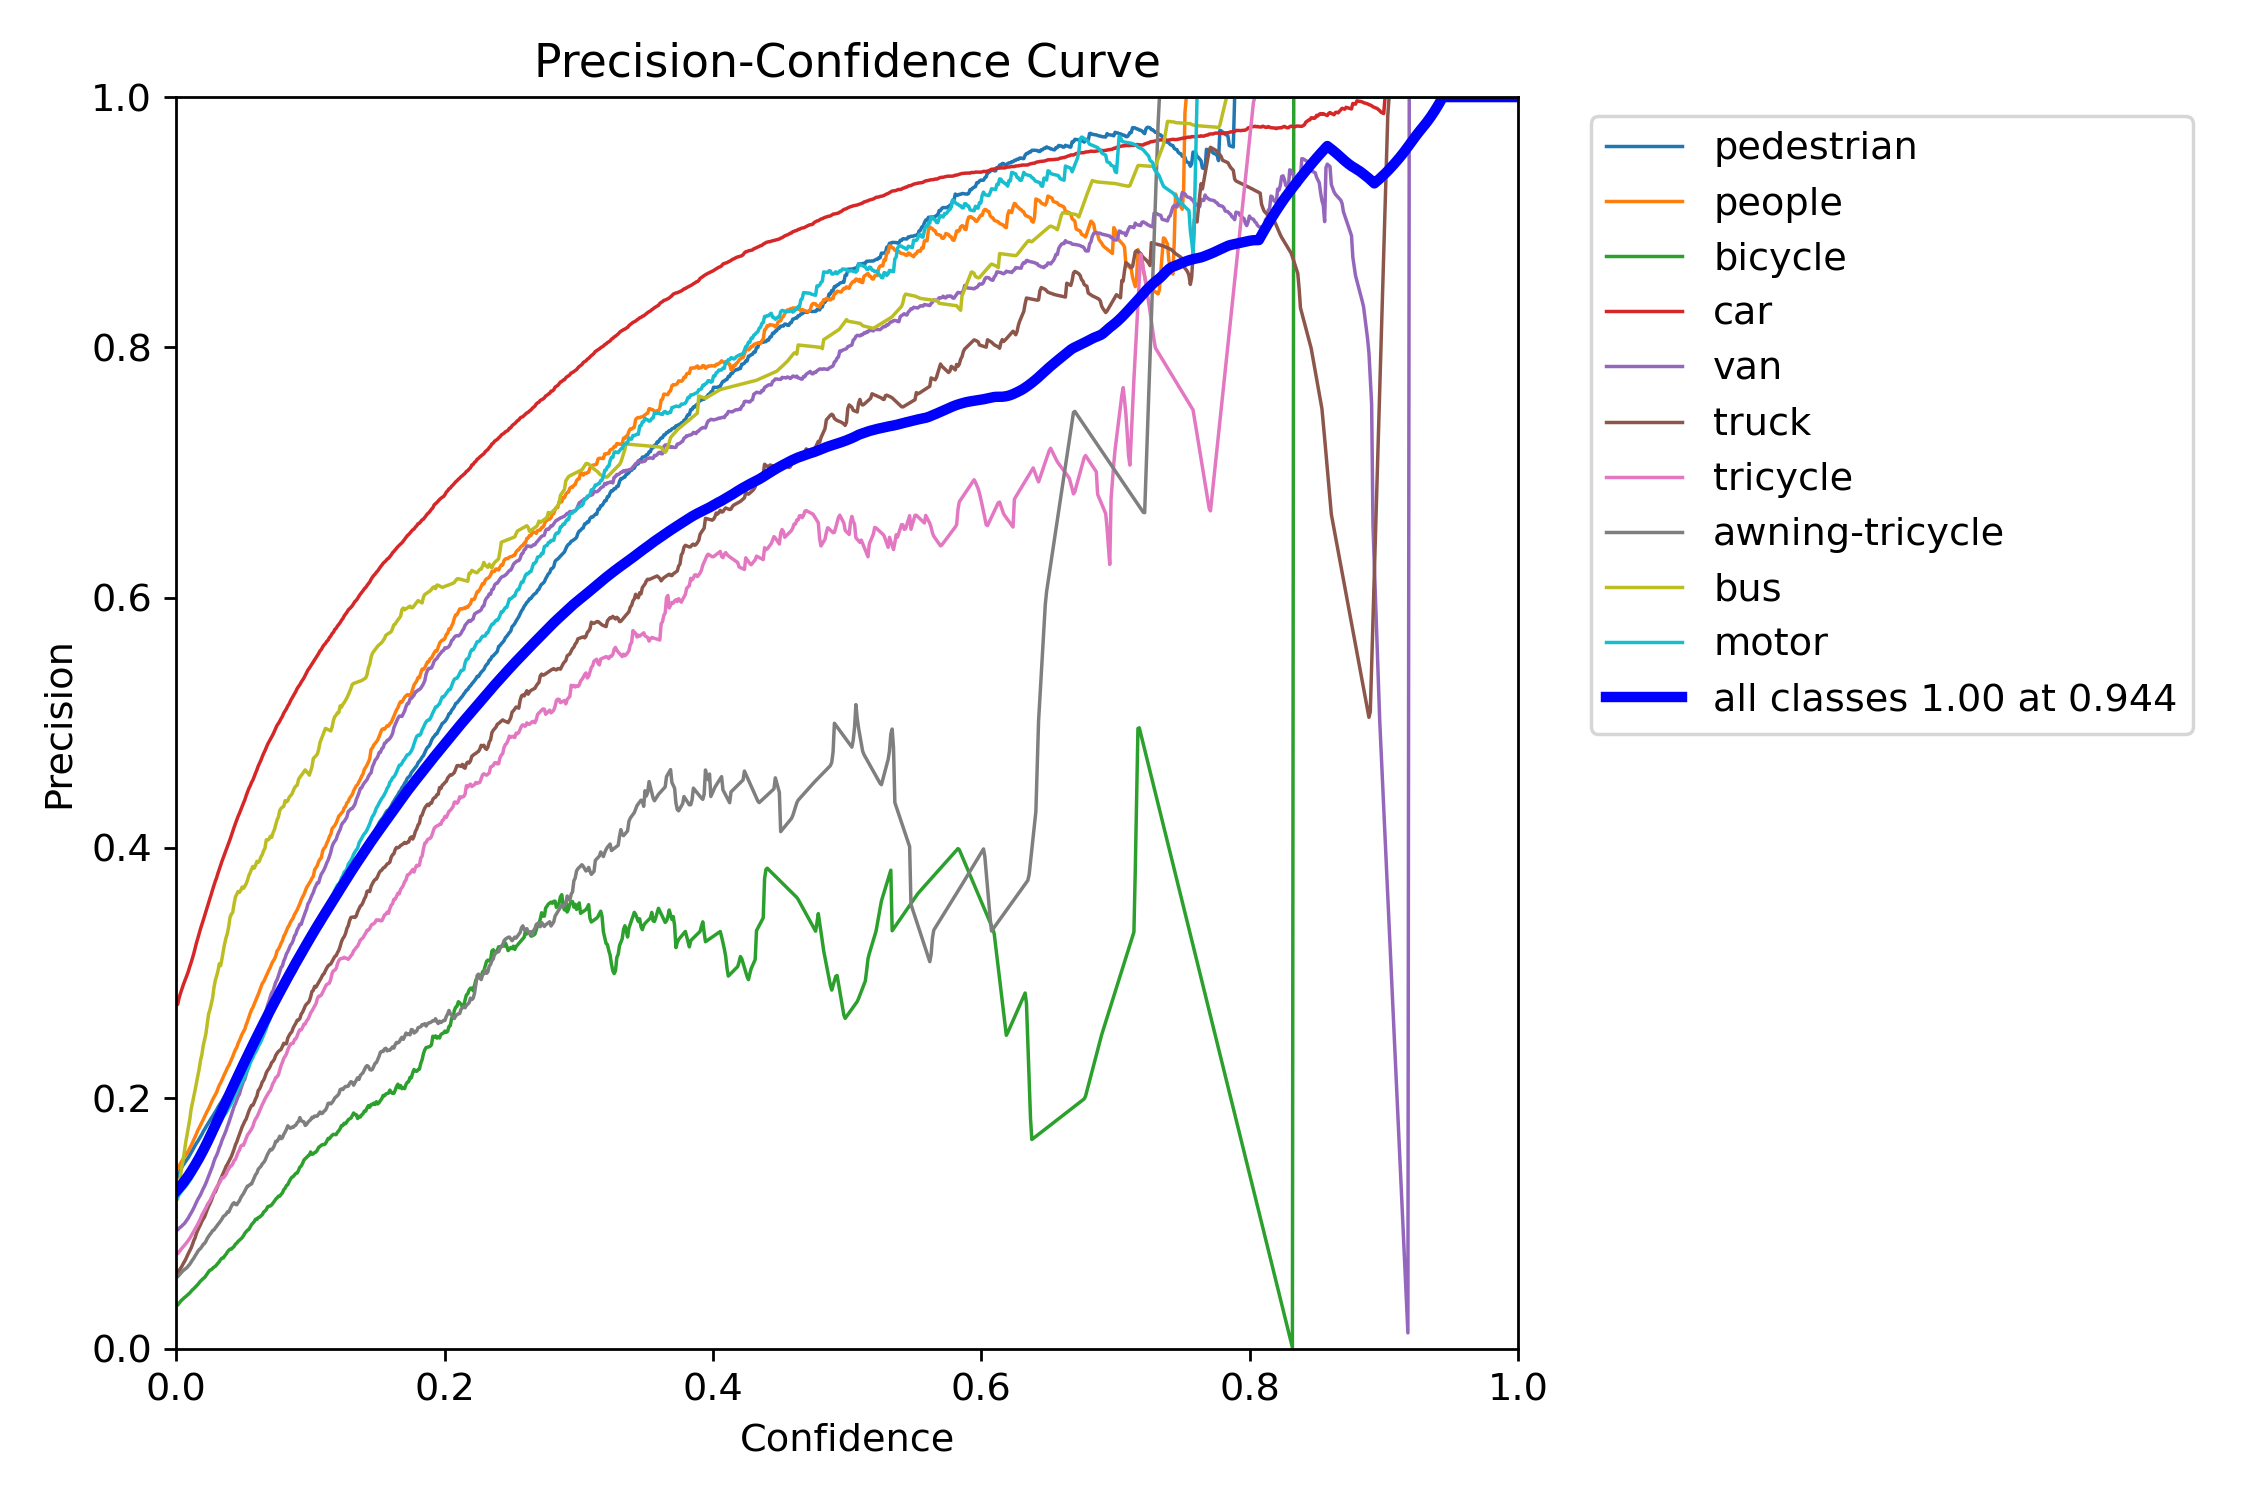 Precision-Confidence Curve
1.0
0.8
0.6
0.4
0.2
0.0
Precision
0.0 0.2 0.4 0.6 0.8 1.0
Confidence
pedestrian
people
bicycle
car
van
truck
tricycle
awning-tricycle
bus
motor
all classes 1.00 at 0.944